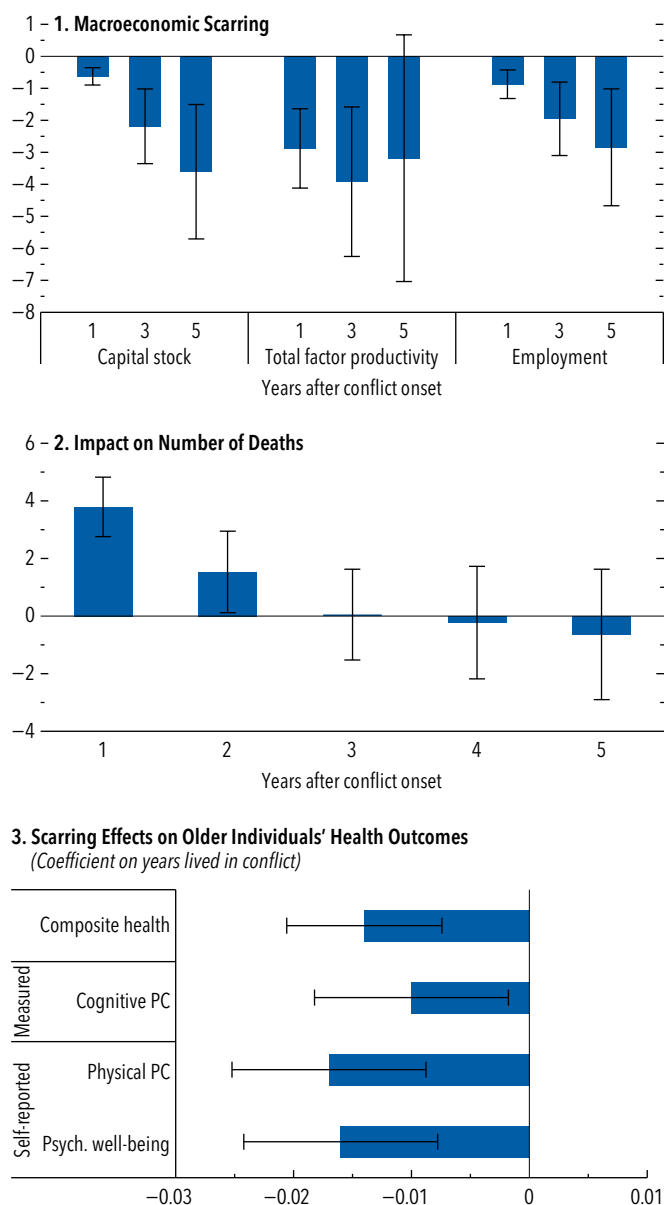 1. Macroeconomic Scarring
1
0
−1
−2
−3
−4
−5
−6
−7
−8
1 3 5 1 3 5 1 3 5
Capital stock Total factor productivity Employment
Years after conflict onset
2. Impact on Number of Deaths
6
4
2
0
−2
−4
1 2 3 4 5
Years after conflict onset
3. Scarring Effects on Older Individuals’ Health Outcomes
(Coefficient on years lived in conflict)
Composite health
Measured
Cognitive PC
Self-reported
Physical PC
Psych. well-being
−0.03 −0.02 −0.01 0 0.01